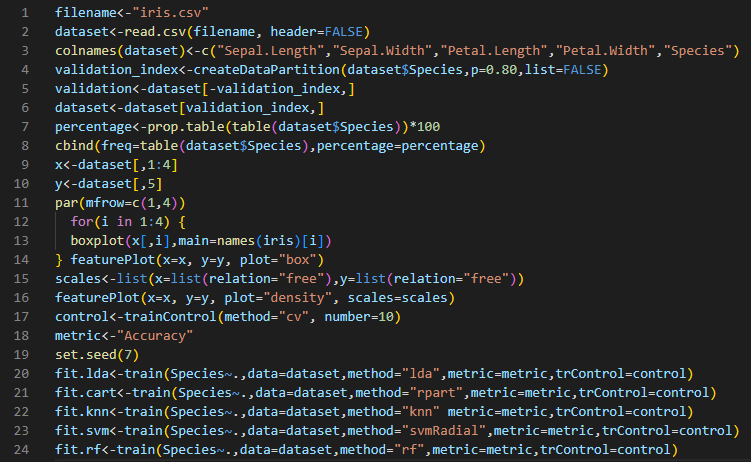 1 filename<-"iris.csv"
2 dataset<-read.csv(filename, header=FALSE)
3 colnames(dataset)<-c("Sepal.Length","Sepal.Width","Petal.Length","Petal.Width","Species")
4 validation_index<-createDataPartition(dataset$Species,p=0.80,list=FALSE)
5 validation<-dataset[-validation_index,]
6 dataset<-dataset[validation_index,]
7 percentage<-prop.table(table(dataset$Species))*100
8 cbind(freq=table(dataset$Species),percentage=percentage)
9 x<-dataset[,1:4]
10 y<-dataset[,5]
11 par(mfrow=c(1,4))
12 for(i in 1:4) {
13 boxplot(x[,i],main=names(iris)[i])
14 } featurePlot(x=x, y=y, plot="box")
15 scales<-list(x=list(relation="free"),y=list(relation="free"))
16 featurePlot(x=x, y=y, plot="density", scales=scales)
17 control<-trainControl(method="cv", number=10)
18 metric<-"Accuracy"
19 set.seed(7)
20 fit.lda<-train(Species~.,data=dataset,method="lda",metric=metric,trControl=control)
21 fit.cart<-train(Species~.,data=dataset,method="rpart",metric=metric,trControl=control)
22 fit.knn<-train(Species~.,data=dataset,method="knn" metric=metric,trControl=control)
23 fit.svm<-train(Species~.,data=dataset,method="svmRadial",metric=metric,trControl=control)
24 fit.rf<-train(Species~.,data=dataset,method="rf",metric=metric,trControl=control)